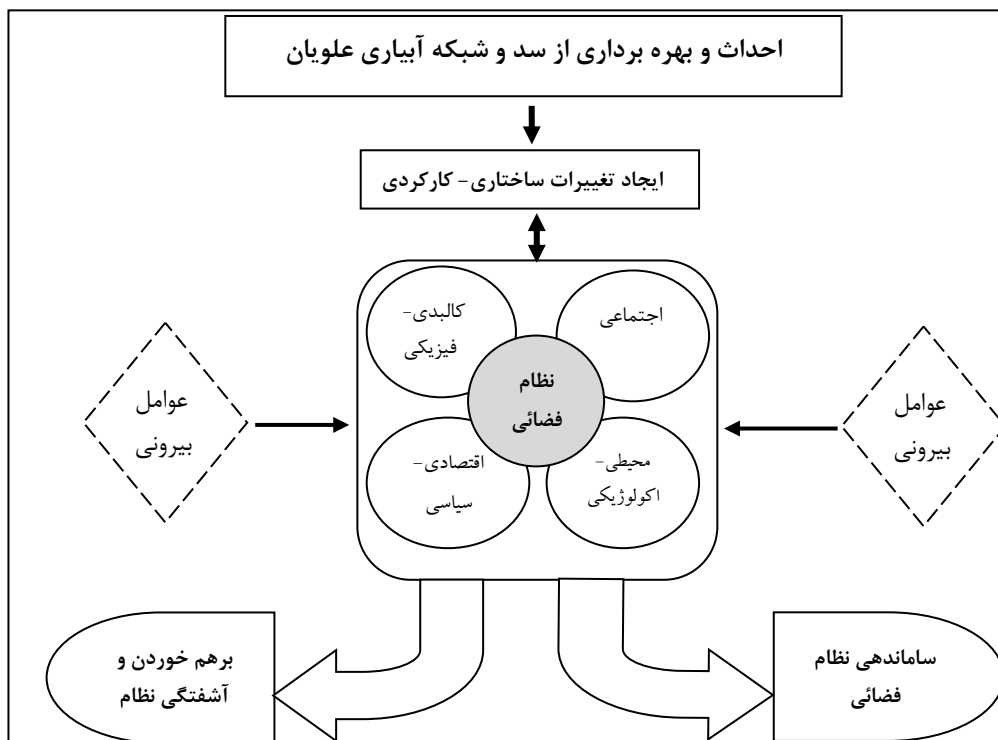 احداث و بهره برداری از سد و شبکه آبیاری علویان
ایجاد تغییرات ساختاری- کارکردی
اجتماعی
کالبدی-
فیزیکی
نظام
فضائی
محیطی-
اکولوژیکی
اقتصادی-
سیاسی
عوامل
بیرونی
عوامل
بیرونی
ساماندهی نظام
فضائی
برهم خوردن و
آشفتگی نظام